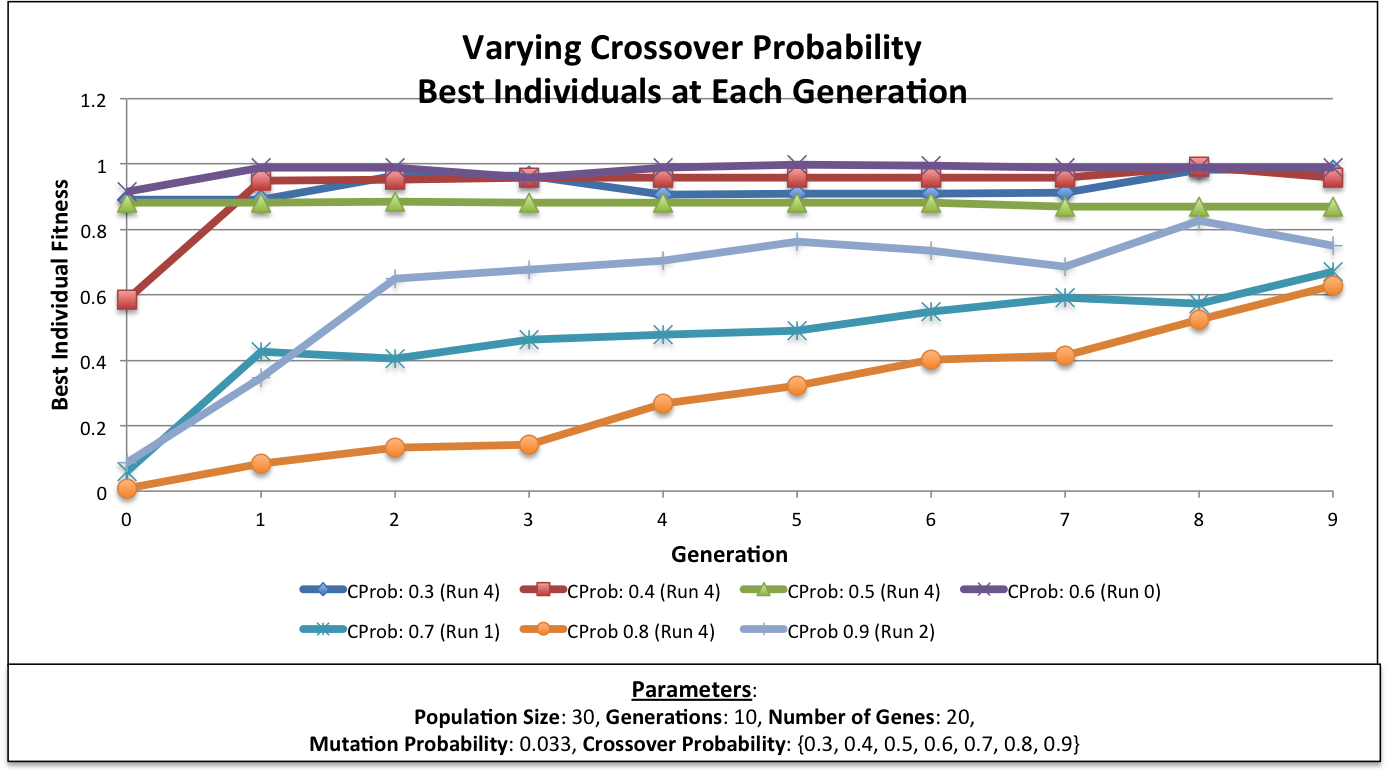 Varying Crossover Probability
Best Individuals at Each Generation
Best Individual Fitness
1.2
1
0.8
0.6
0.4
0.2
0
0 1 2 3 4 5 6 7 8 9
Generation
CProb: 0.3 (Run 4) CProb: 0.4 (Run 4) CProb: 0.5 (Run 4) CProb: 0.6 (Run 0)
CProb: 0.7 (Run 1) CProb 0.8 (Run 4) CProb 0.9 (Run 2)
Parameters:
Population Size: 30, Generations: 10, Number of Genes: 20,
Mutation Probability: 0.033, Crossover Probability: {0.3, 0.4, 0.5, 0.6, 0.7, 0.8, 0.9}